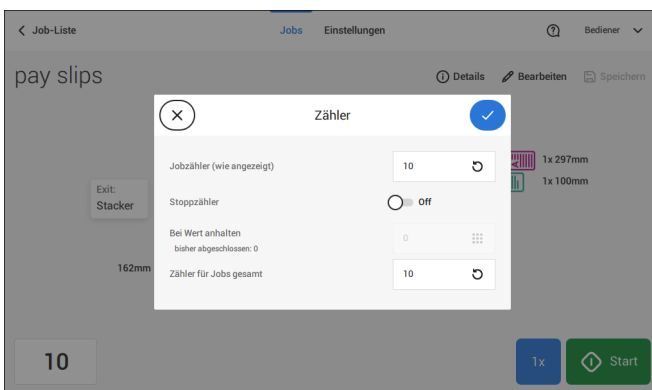 Job-Liste
Jobs
Einstellungen
Bediener
pay slips
Details
Bearbeiten
Speichern
Zähler
Jobzähler (wie angezeigt)
10
1x 297mm
A
1x 100mm
Exit:
Stacker
Stoppzähler
Off
Bei Wert anhalten
0
bisher abgeschlossen: 0
162mm
Zähler für Jobs gesamt
10
10
1x
Start